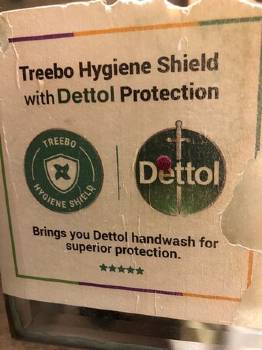 Treebo Hygiene Shield
with Dettol Protection
TREEBO
HYGIENE SHIELD
Dettol
Brings you Dettol handwash for
superior protection.